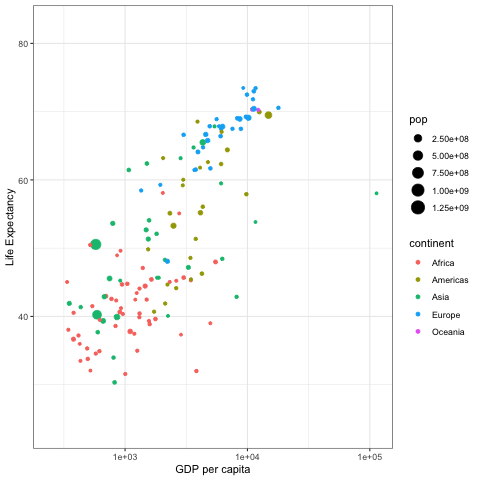 80
60
40
Life Expectancy
1e+03
1e+04
1e+05
GDP per capita
pop
2.50e+08
5.00e+08
7.50e+08
1.00e+09
1.25e+09
continent
Africa
Americas
Asia
Europe
Oceania